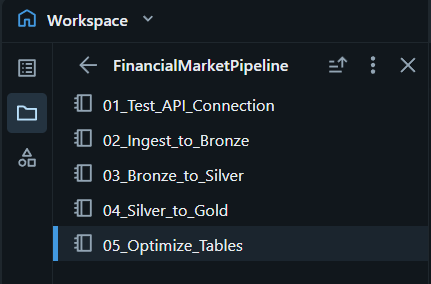 Workspace
FinancialMarketPipeline
01_Test_API_Connection
02_Ingest_to_Bronze
03_Bronze_to_Silver
04_Silver_to_Gold
05_Optimize_Tables